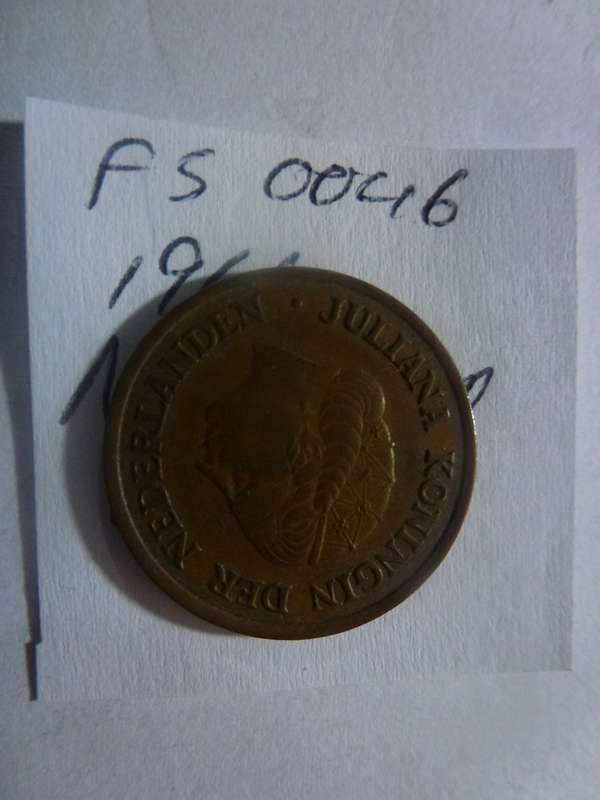 FS 0046
JULIANA KONINGIN DER NEDERLANDEN